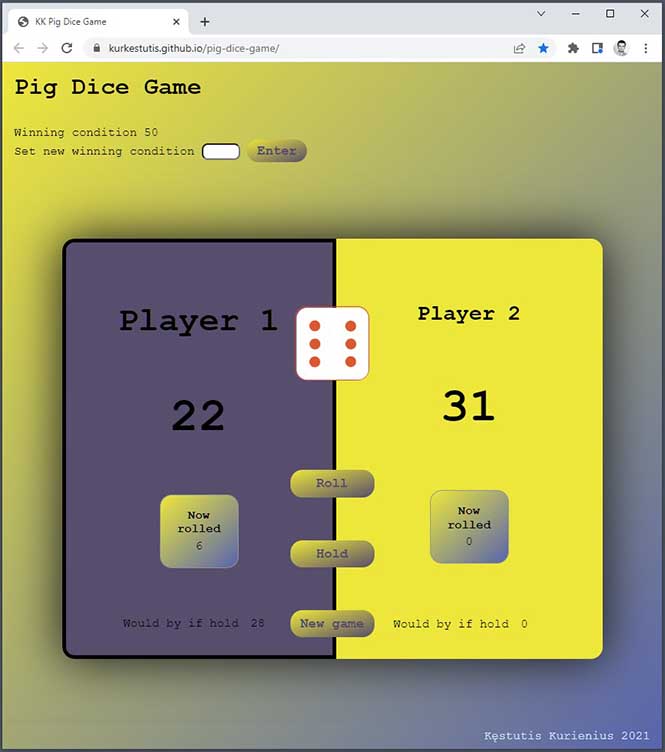 KK Pig Dice Game
kurkestutis.github.io/pig-dice-game/
Pig Dice Game
Winning condition 50
Set new winning condition Enter
Player 1
Player 2
22
31
Roll
Now
rolled
6
Now
rolled
0
Hold
Would by if hold 28
New game
Would by if hold 0
Kęstutis Kurienius 2021